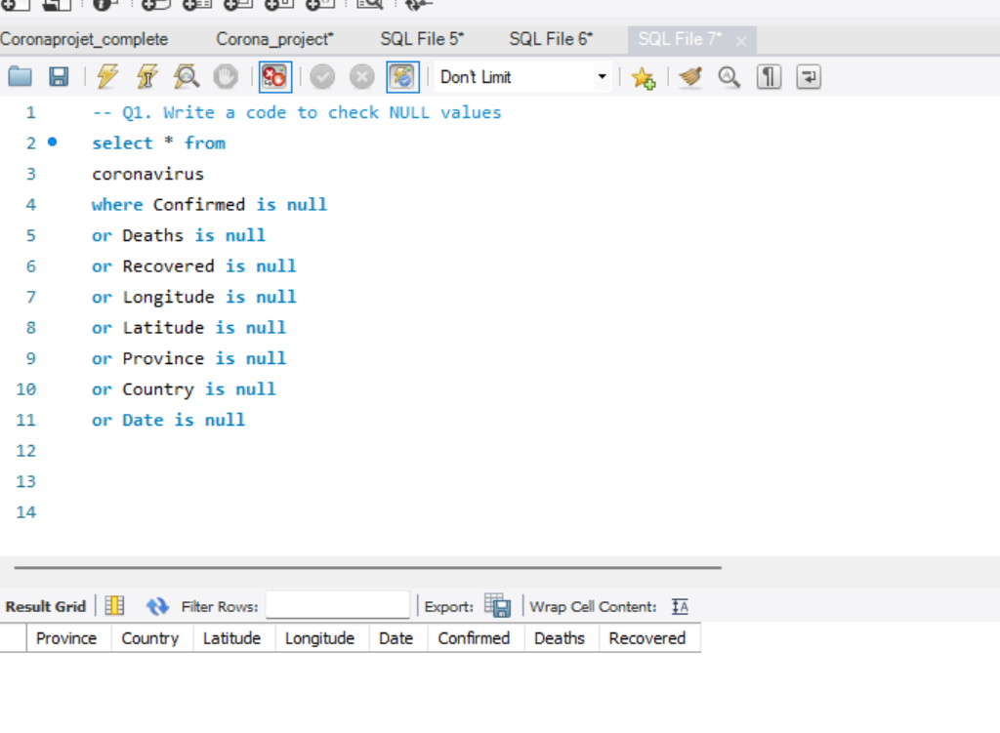 Coronaprojet_complete Corona_project* SQL File 5* SQL File 6* SQL File 7*
Don't Limit
1 -- Q1. Write a code to check NULL values
2 select * from
3 coronavirus
4 where Confirmed is null
5 or Deaths is null
6 or Recovered is null
7 or Longitude is null
8 or Latitude is null
9 or Province is null
10 or Country is null
11 or Date is null
12
13
14
Result Grid Filter Rows: Export: Wrap Cell Content:
Province Country Latitude Longitude Date Confirmed Deaths Recovered